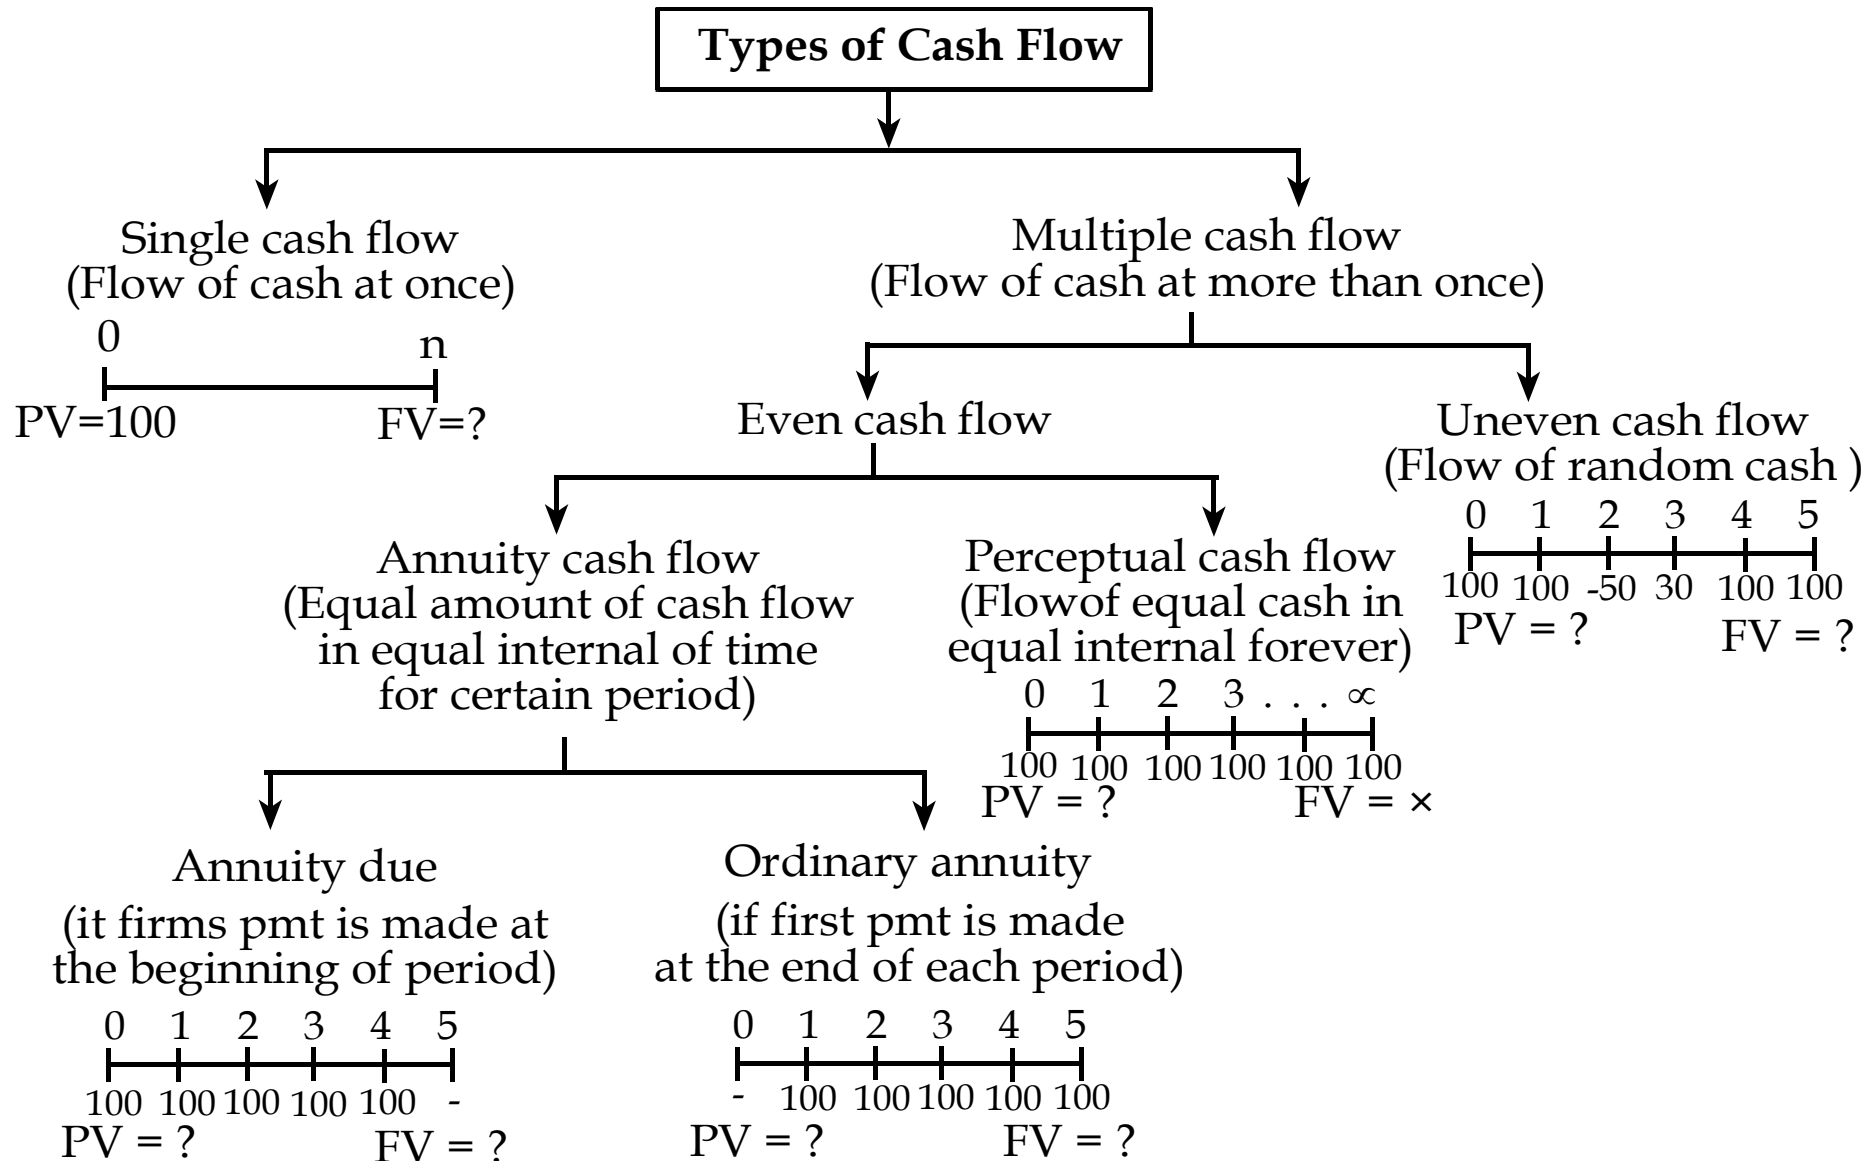 Types of Cash Flow
Single cash flow
(Flow of cash at once)
0 n
PV=100 FV=?
Multiple cash flow
(Flow of cash at more than once)
Even cash flow
Uneven cash flow
(Flow of random cash )
0 1 2 3 4 5
100 100 -50 30 100 100
PV = ? FV = ?
Annuity cash flow
(Equal amount of cash flow
in equal internal of time
for certain period)
Perceptual cash flow
(Flowof equal cash in
equal internal forever)
0 1 2 3 . . . ∝
100 100 100 100 100 100
PV = ? FV = ×
Annuity due
(it firms pmt is made at
the beginning of period)
0 1 2 3 4 5
100 100 100 100 100 -
PV = ? FV = ?
Ordinary annuity
(if first pmt is made
at the end of each period)
0 1 2 3 4 5
- 100 100 100 100 100
PV = ? FV = ?